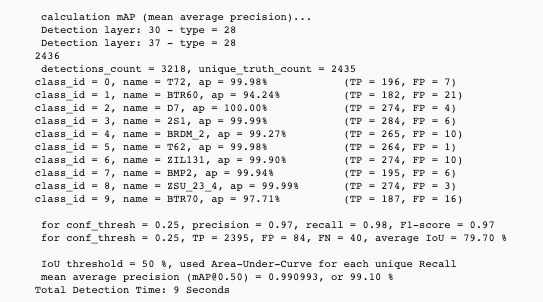 calculation mAP (mean average precision)...
Detection layer: 30 - type = 28
Detection layer: 37 - type = 28
2436
detections_count = 3218, unique_truth_count = 2435
class_id = 0, name = T72, ap = 99.98% (TP = 196, FP = 7)
class_id = 1, name = BTR60, ap = 94.24% (TP = 182, FP = 21)
class_id = 2, name = D7, ap = 100.00% (TP = 274, FP = 4)
class_id = 3, name = 2S1, ap = 99.99% (TP = 284, FP = 6)
class_id = 4, name = BRDM_2, ap = 99.27% (TP = 265, FP = 10)
class_id = 5, name = T62, ap = 99.98% (TP = 264, FP = 1)
class_id = 6, name = ZIL131, ap = 99.90% (TP = 274, FP = 10)
class_id = 7, name = BMP2, ap = 99.94% (TP = 195, FP = 6)
class_id = 8, name = ZSU_23_4, ap = 99.99% (TP = 274, FP = 3)
class_id = 9, name = BTR70, ap = 97.71% (TP = 187, FP = 16)
for conf_thresh = 0.25, precision = 0.97, recall = 0.98, F1-score = 0.97
for conf_thresh = 0.25, TP = 2395, FP = 84, FN = 40, average IoU = 79.70 %
IoU threshold = 50 %, used Area-Under-Curve for each unique Recall
mean average precision (mAP@0.50) = 0.990993, or 99.10 %
Total Detection Time: 9 Seconds